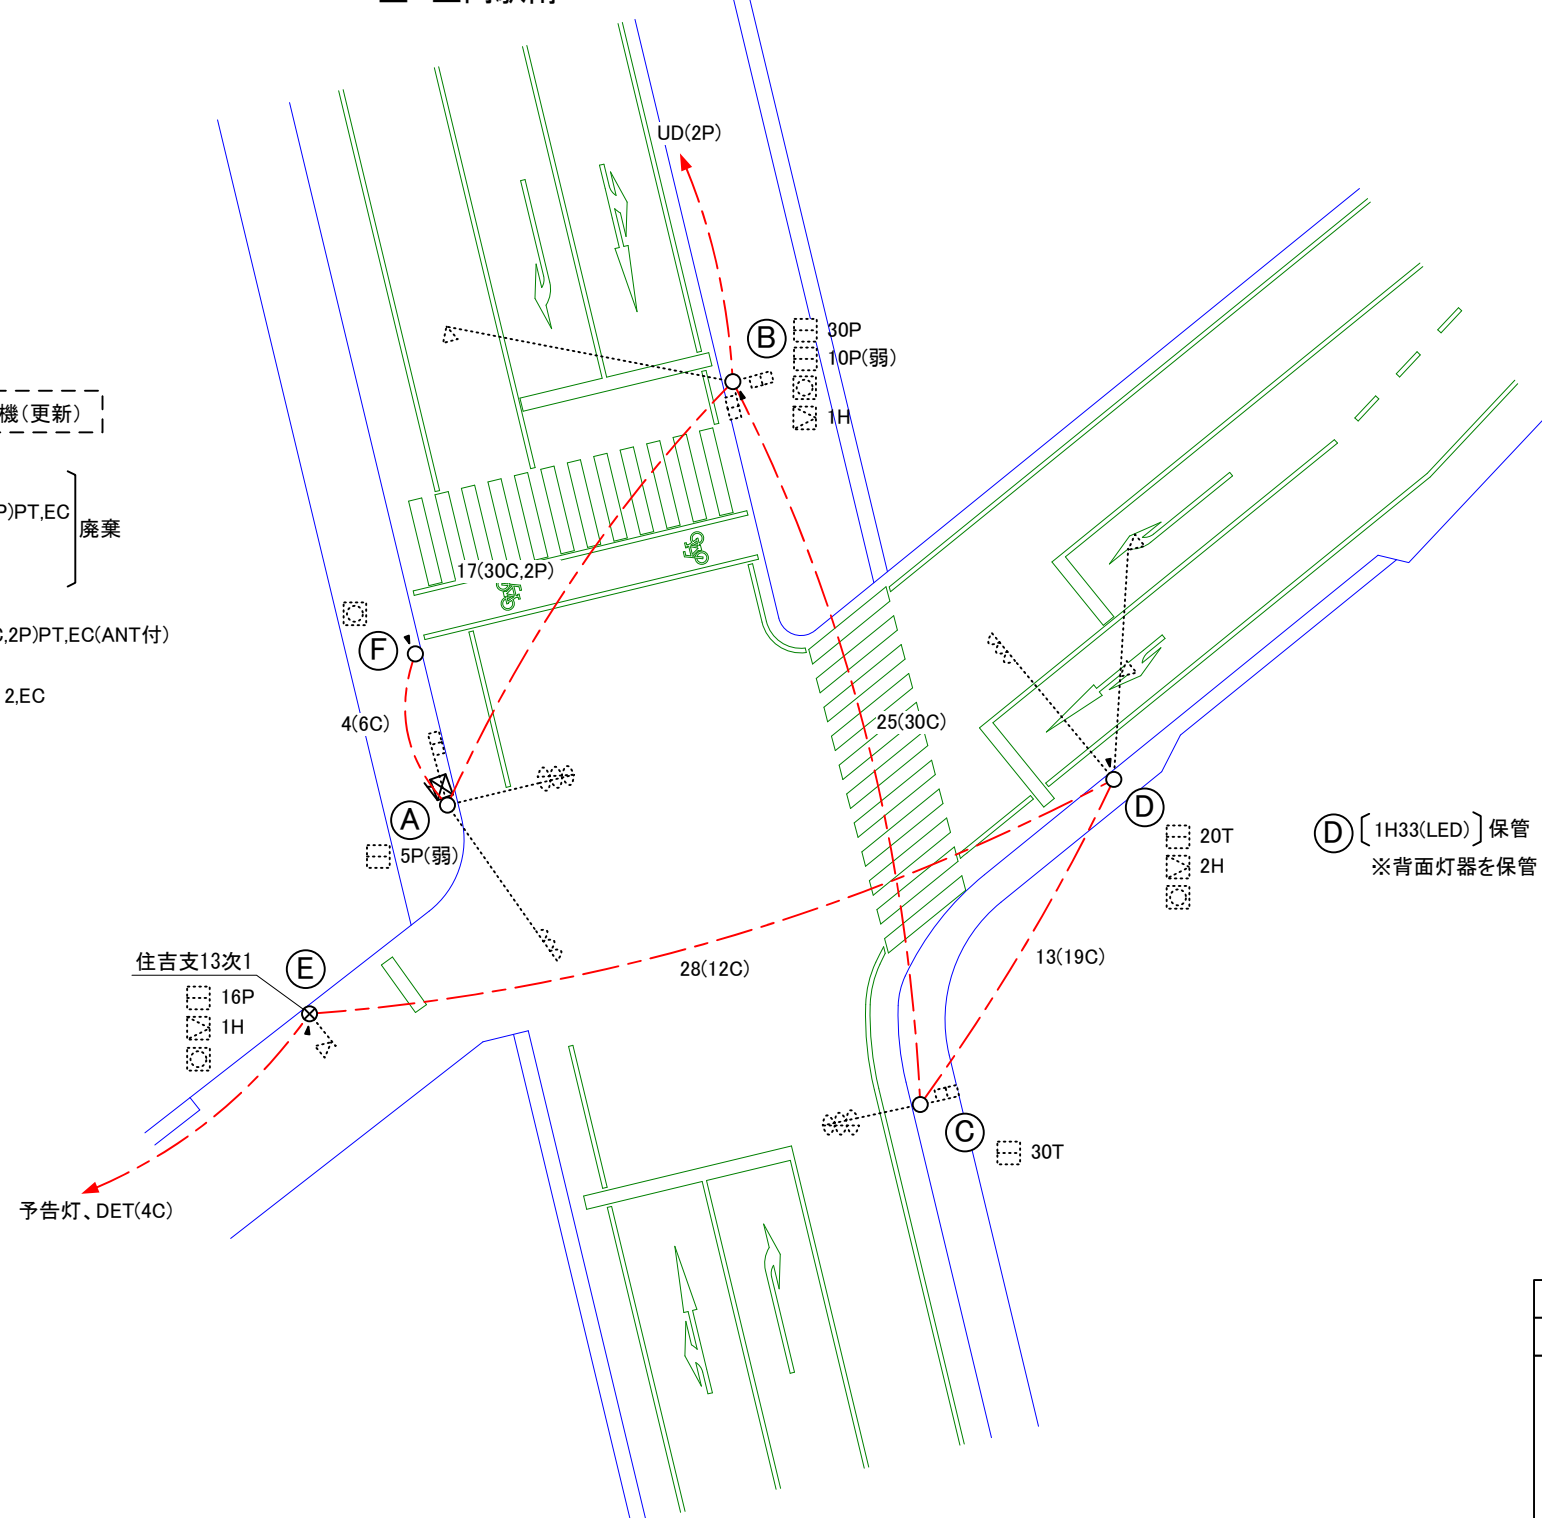 UD(2P)
B
30P
10P(弱)
1H
機(更新)
P)PT,EC
廃棄
17(30C,2P)
C,2P)PT,EC(ANT付)
F
2,EC
4(6C)
25(30C)
A
5P(弱)
D
20T
2H
D
1H33(LED)
保管
※背面灯器を保管
住吉支13次1
E
16P
1H
28(12C)
13(19C)
C
30T
予告灯、DET(4C)